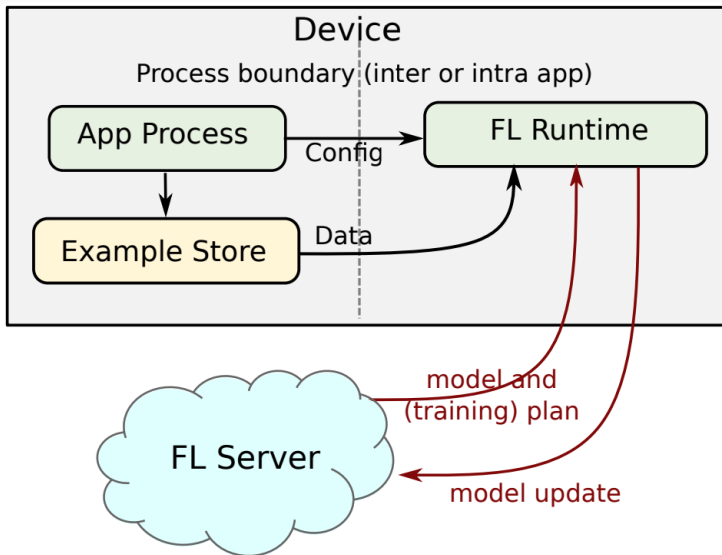 Device
Process boundary (inter or intra app)
App Process
Config
FL Runtime
Example Store
Data
model and
(training) plan
FL Server
model update